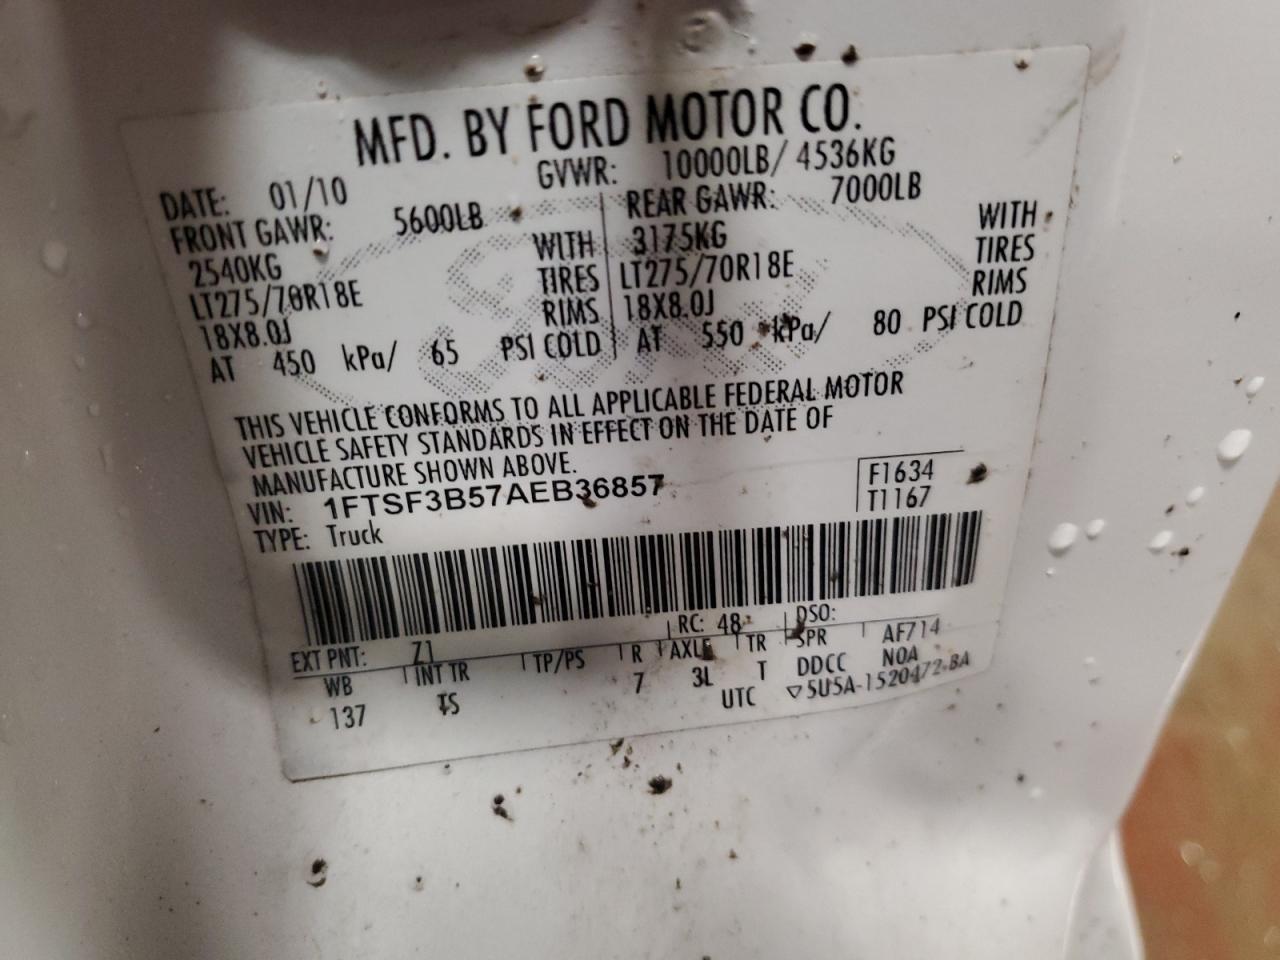 MFD. BY FORD MOTOR CO.
DATE: 01/10 GVWR: 10000LB/ 4536KG
FRONT GAWR: 5600LB REAR GAWR: 7000LB
2540KG WITH 3175KG WITH
LT275/70R18E TIRES LT275/70R18E TIRES
18X8.0J RIMS 18X8.0J RIMS
AT 450 kPa/ 65 PSI COLD AT 550 kPa/ 80 PSI COLD
THIS VEHICLE CONFORMS TO ALL APPLICABLE FEDERAL MOTOR
VEHICLE SAFETY STANDARDS IN EFFECT ON THE DATE OF
MANUFACTURE SHOWN ABOVE.
VIN: 1FTSF3B57AEB36857 F1634
TYPE: Truck T1167
EXT PNT: Z1 RC: 48 DSO:
WB INT TR TP/PS R AXLE TR SPR AF714
137 TS 7 3L T DDCC NOA
UTC ▽5U5A-1520472-BA